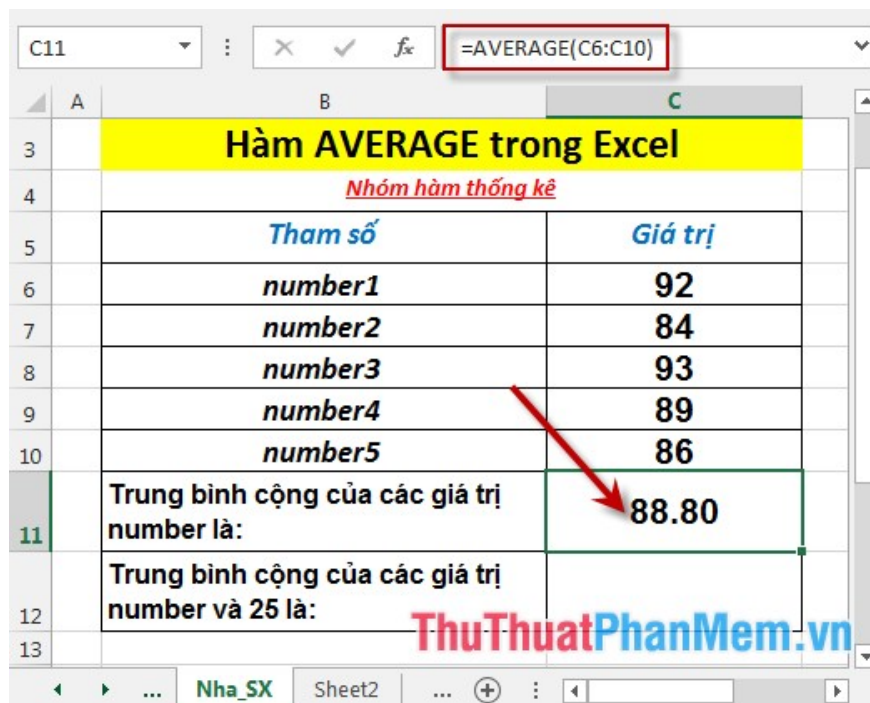 C11 fx =AVERAGE(C6:C10)
A B C
3 Hàm AVERAGE trong Excel
4 Nhóm hàm thống kê
5 Tham số Giá trị
6 number1 92
7 number2 84
8 number3 93
9 number4 89
10 number5 86
Trung bình cộng của các giá trị
11 number là: 88.80
Trung bình cộng của các giá trị
12 number và 25 là:
ThuThuatPhanMem.vn
13
... Nha_SX Sheet2 ...